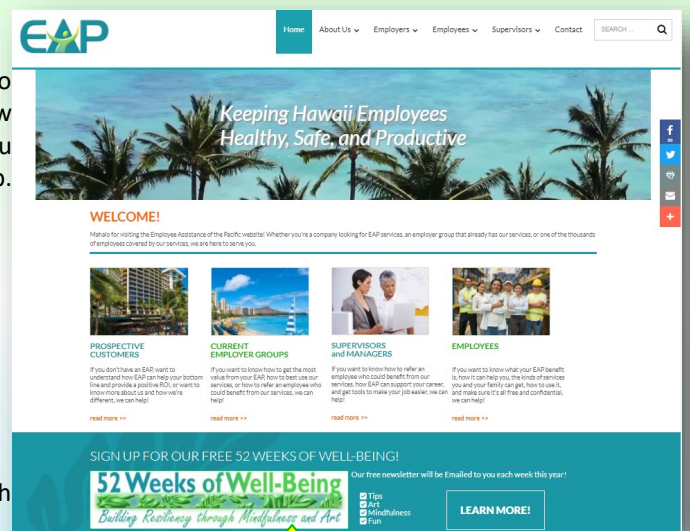 EAP
Home About Us Employers Employees Supervisors Contact SEARCH ...
o
w
u
o.
Keeping Hawaii Employees
Healthy, Safe, and Productive
WELCOME!
Mahalo for visiting the Employee Assistance of the Pacific website! Whether you're a company looking for EAP services, an employer group that already has our services, or one of the thousands
of employees covered by our services, we are here to serve you.
PROSPECTIVE
CUSTOMERS
If you don't have an EAP, want to
understand how EAP can help your bottom
line and provide a positive ROI, or want to
know more about us and how we're
different, we can help!
read more >>
CURRENT
EMPLOYER GROUPS
If you want to know how to get the most
value from your EAP, how to best use our
services, or how to refer an employee who
could benefit from our services, we can
help!
read more >>
SUPERVISORS
and MANAGERS
If you want to know how to refer an
employee who could benefit from our
services, how EAP can support your career,
and get tools to make your job easier, we can
help!
read more >>
EMPLOYEES
If you want to know what your EAP benefit
is, how it can help you, the kinds of services
you and your family can get, how to use it,
and make sure it's all free and confidential,
we can help!
read more >>
SIGN UP FOR OUR FREE 52 WEEKS OF WELL-BEING!
52 Weeks of Well-Being
Building Resiliency through Mindfulness and Art
Our free newsletter will be Emailed to you each week this year!
Tips
Art
Mindfulness
Fun
LEARN MORE!
h